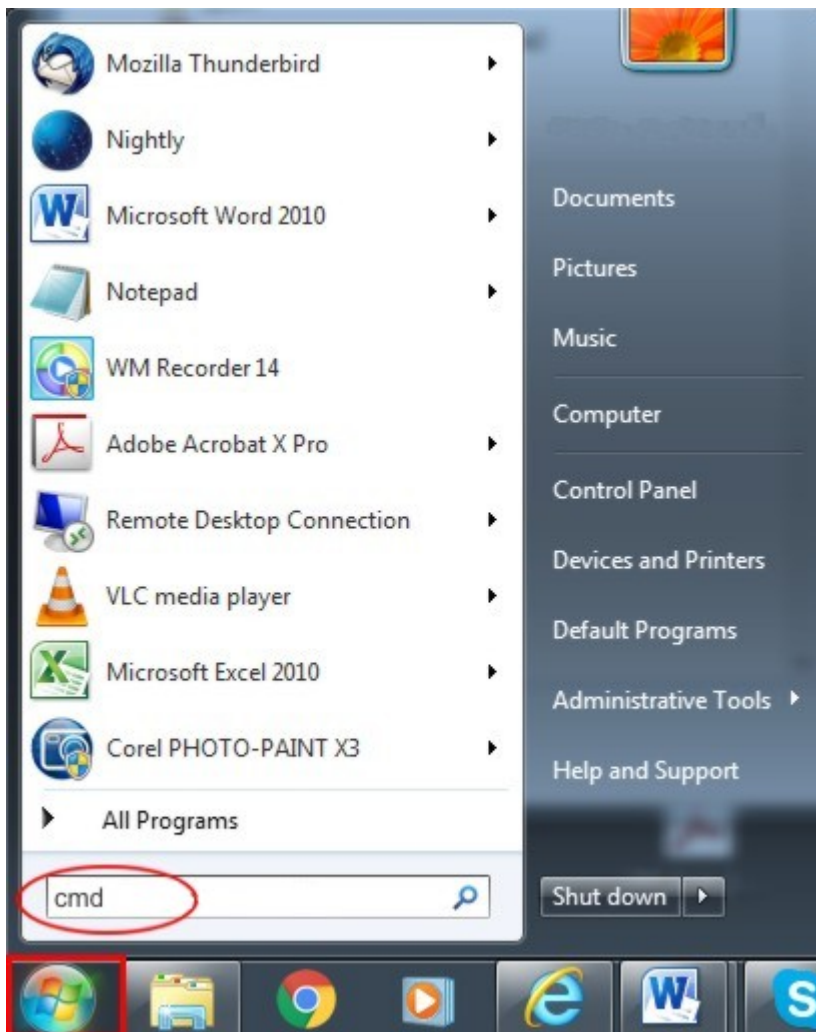 Mozilla Thunderbird
Nightly
Microsoft Word 2010
Notepad
WM Recorder 14
Adobe Acrobat X Pro
Remote Desktop Connection
VLC media player
Microsoft Excel 2010
Corel PHOTO-PAINT X3
All Programs
cmd
Documents
Pictures
Music
Computer
Control Panel
Devices and Printers
Default Programs
Administrative Tools
Help and Support
Shut down